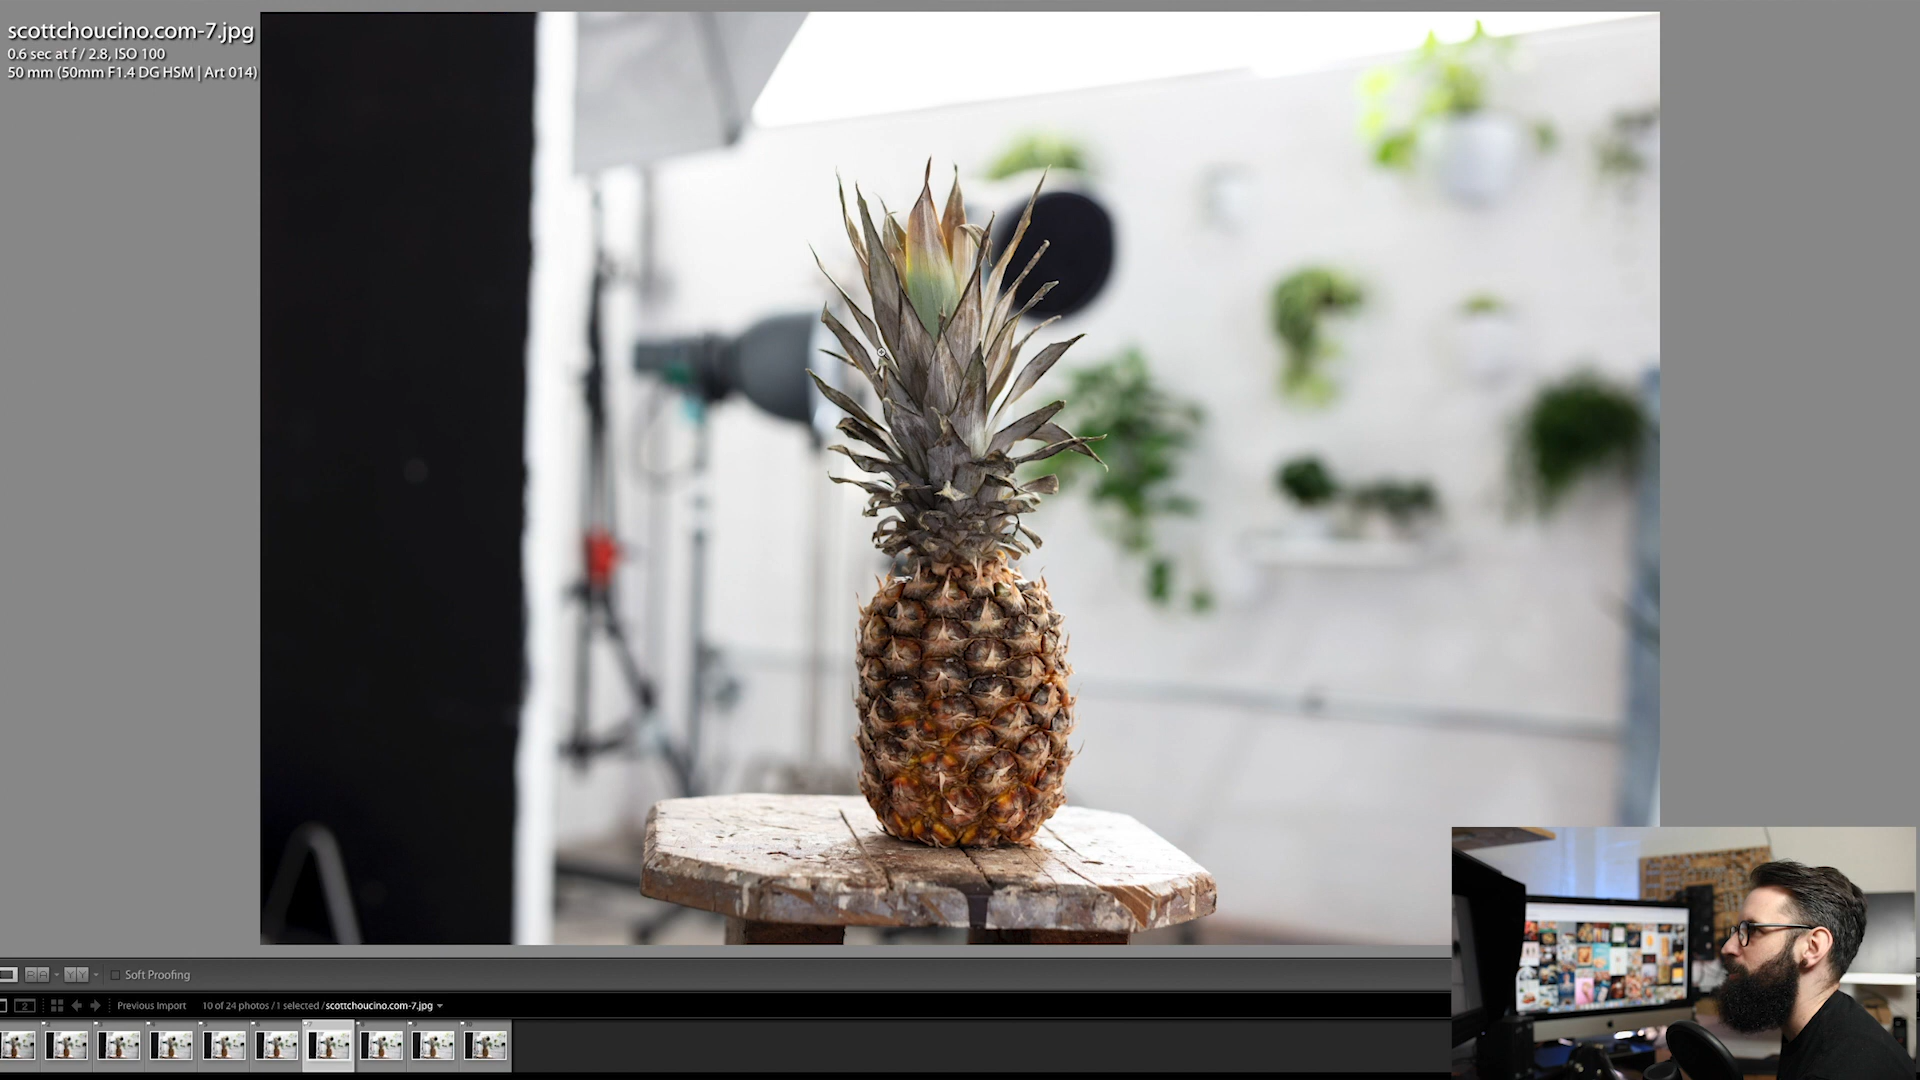 scottchoucino.com-7.jpg
0.6 sec at f / 2.8, ISO 100
50 mm (50mm F1.4 DG HSM | Art 014)
Soft Proofing
2
Previous Import
10 of 24 photos / 1 selected / scottchoucino.com-7.jpg